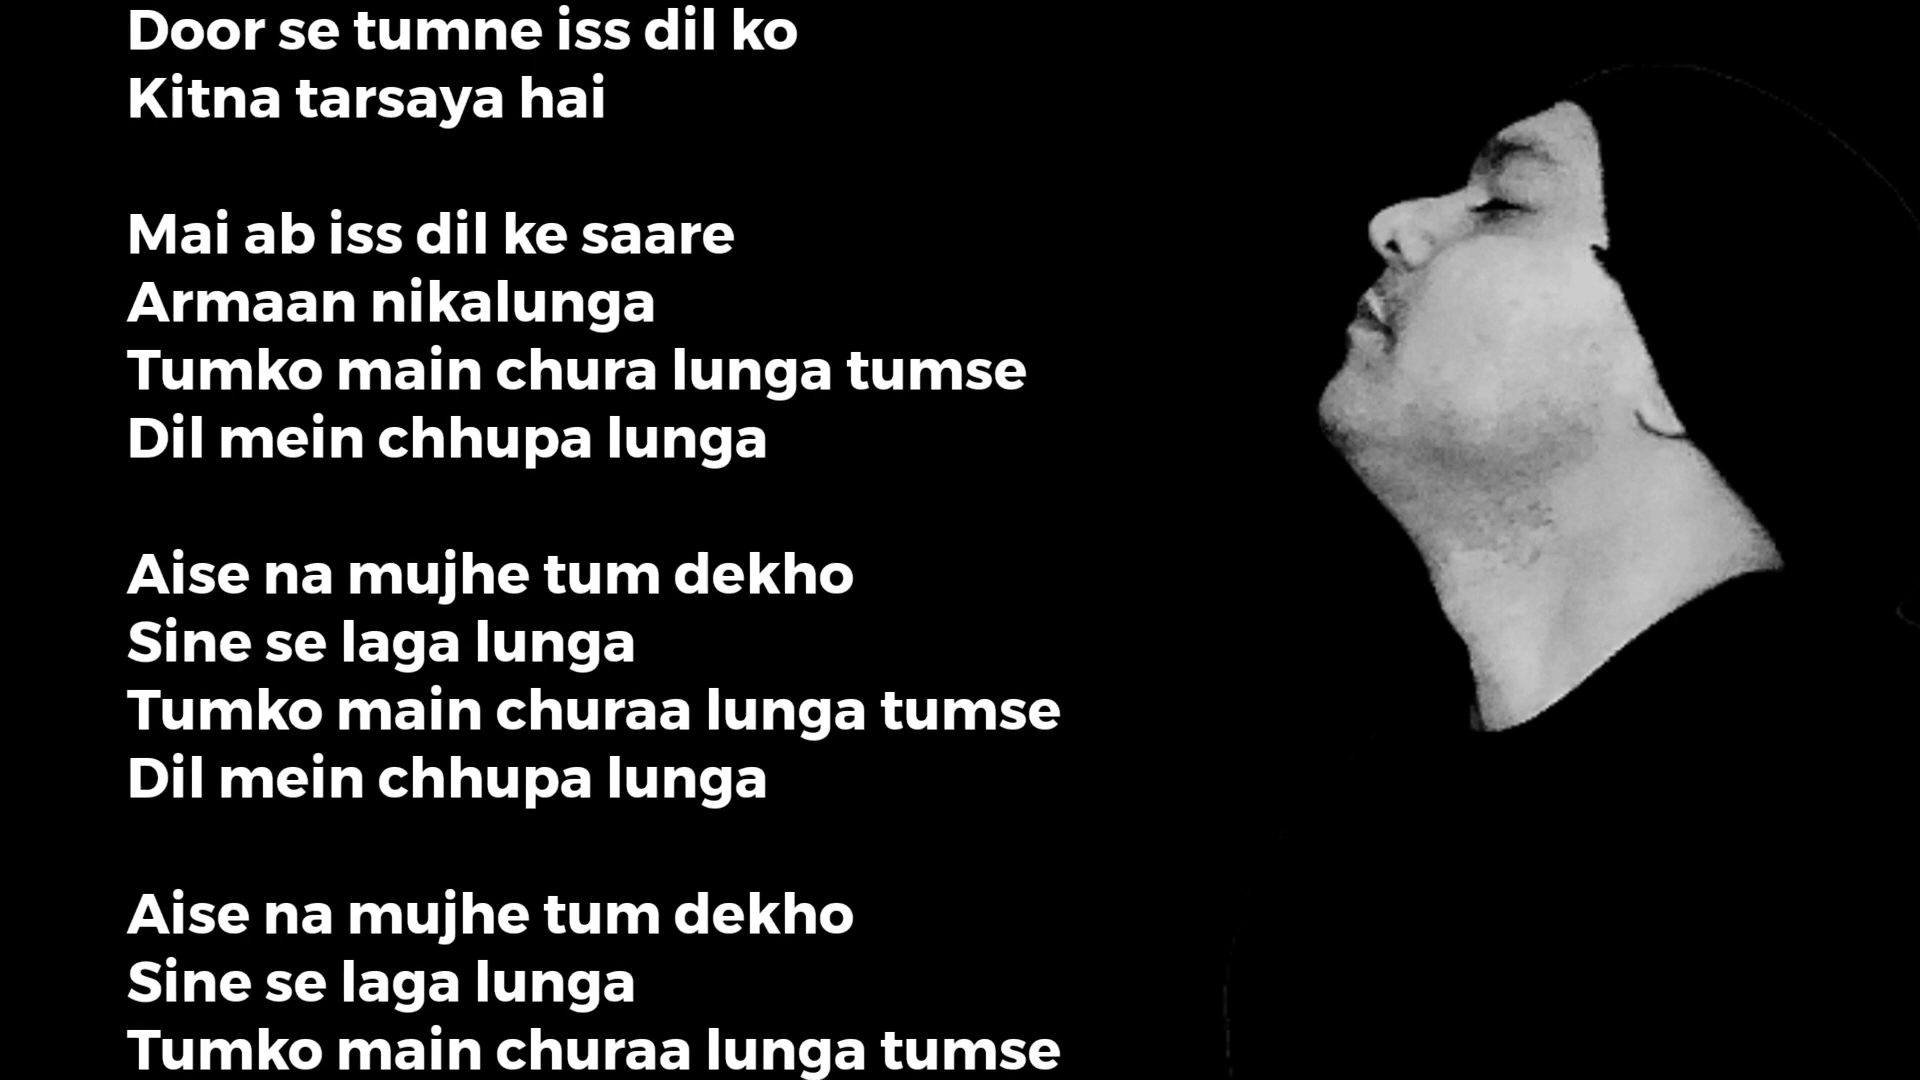 Door se tumne iss dil ko
Kitna tarsaya hai
Mai ab iss dil ke saare
Armaan nikalunga
Tumko main chura lunga tumse
Dil mein chhupa lunga
Aise na mujhe tum dekho
Sine se laga lunga
Tumko main churaa lunga tumse
Dil mein chhupa lunga
Aise na mujhe tum dekho
Sine se laga lunga
Tumko main churaa lunga tumse